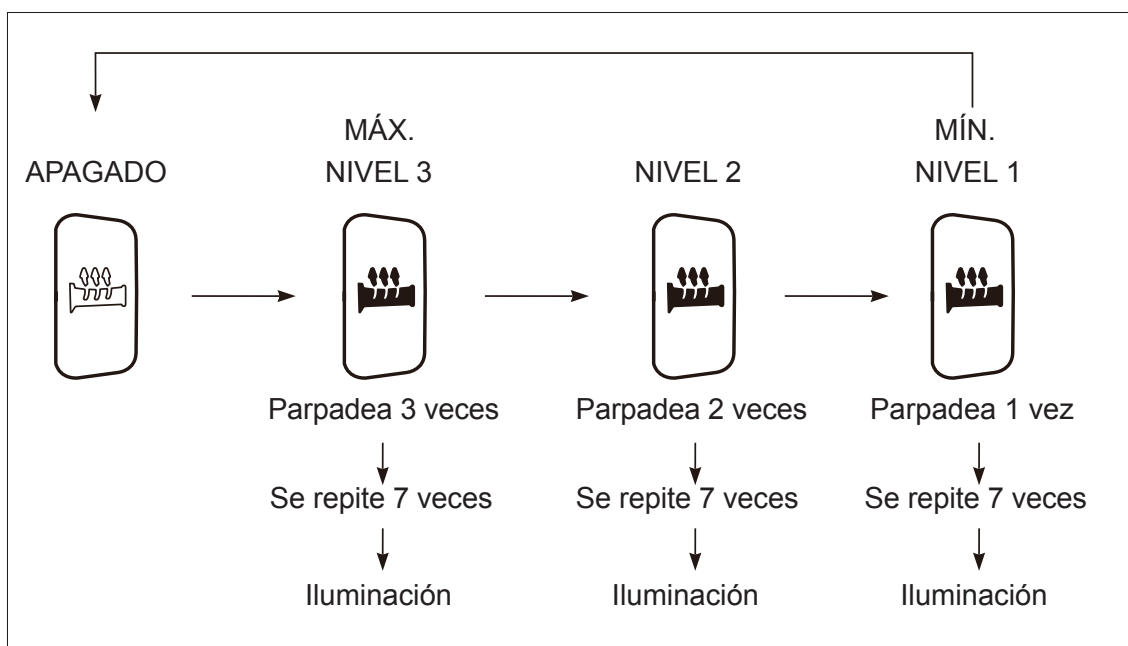 MÁX.
MÍN.
APAGADO
NIVEL 3
NIVEL 2
NIVEL 1
Parpadea 3 veces
Parpadea 2 veces
Parpadea 1 vez
Se repite 7 veces
Se repite 7 veces
Se repite 7 veces
Iluminación
Iluminación
Iluminación